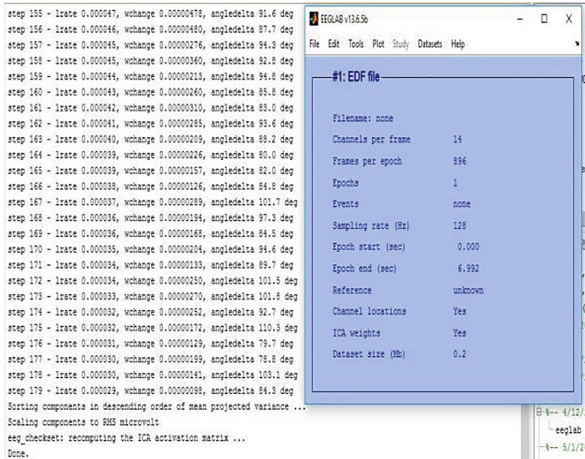 step 155 - lrate 0.000047, wchange 0.00000478, angledelta 91.6 deg
step 156 - lrate 0.000046, wchange 0.00000480, angledelta 87.7 deg
step 157 - lrate 0.000045, wchange 0.00000276, angledelta 94.3 deg
step 158 - lrate 0.000045, wchange 0.00000360, angledelta 92.8 deg
step 159 - lrate 0.000044, wchange 0.00000213, angledelta 94.8 deg
step 160 - lrate 0.000043, wchange 0.00000260, angledelta 85.8 deg
step 161 - lrate 0.000042, wchange 0.00000310, angledelta 83.0 deg
step 162 - lrate 0.000041, wchange 0.00000285, angledelta 93.6 deg
step 163 - lrate 0.000040, wchange 0.00000209, angledelta 88.2 deg
step 164 - lrate 0.000039, wchange 0.00000226, angledelta 80.0 deg
step 165 - lrate 0.000039, wchange 0.00000157, angledelta 82.0 deg
step 166 - lrate 0.000038, wchange 0.00000126, angledelta 84.8 deg
step 167 - lrate 0.000037, wchange 0.00000289, angledelta 101.7 deg
step 168 - lrate 0.000036, wchange 0.00000194, angledelta 97.3 deg
step 169 - lrate 0.000036, wchange 0.00000168, angledelta 84.5 deg
step 170 - lrate 0.000035, wchange 0.00000204, angledelta 94.6 deg
step 171 - lrate 0.000034, wchange 0.00000133, angledelta 89.7 deg
step 172 - lrate 0.000034, wchange 0.00000250, angledelta 101.5 deg
step 173 - lrate 0.000033, wchange 0.00000270, angledelta 101.8 deg
step 174 - lrate 0.000032, wchange 0.00000252, angledelta 92.7 deg
step 175 - lrate 0.000032, wchange 0.00000172, angledelta 110.3 deg
step 176 - lrate 0.000031, wchange 0.00000129, angledelta 79.7 deg
step 177 - lrate 0.000030, wchange 0.00000199, angledelta 78.8 deg
step 178 - lrate 0.000030, wchange 0.00000141, angledelta 103.1 deg
step 179 - lrate 0.000029, wchange 0.00000098, angledelta 84.3 deg
Sorting components in descending order of mean projected variance ...
Scaling components to RMS microvolt
eeg_checkset: recomputing the ICA activation matrix ...
Done.
EEGLAB v13.6.5b
File Edit Tools Plot Study Datasets Help
#1: EDF file
Filename: none
Channels per frame 14
Frames per epoch 896
Epochs 1
Events none
Sampling rate (Hz) 128
Epoch start (sec) 0.000
Epoch end (sec) 6.992
Reference unknown
Channel locations Yes
ICA weights Yes
Dataset size (Mb) 0.2
%-- 4/12/
eeglab
%-- 5/1/2